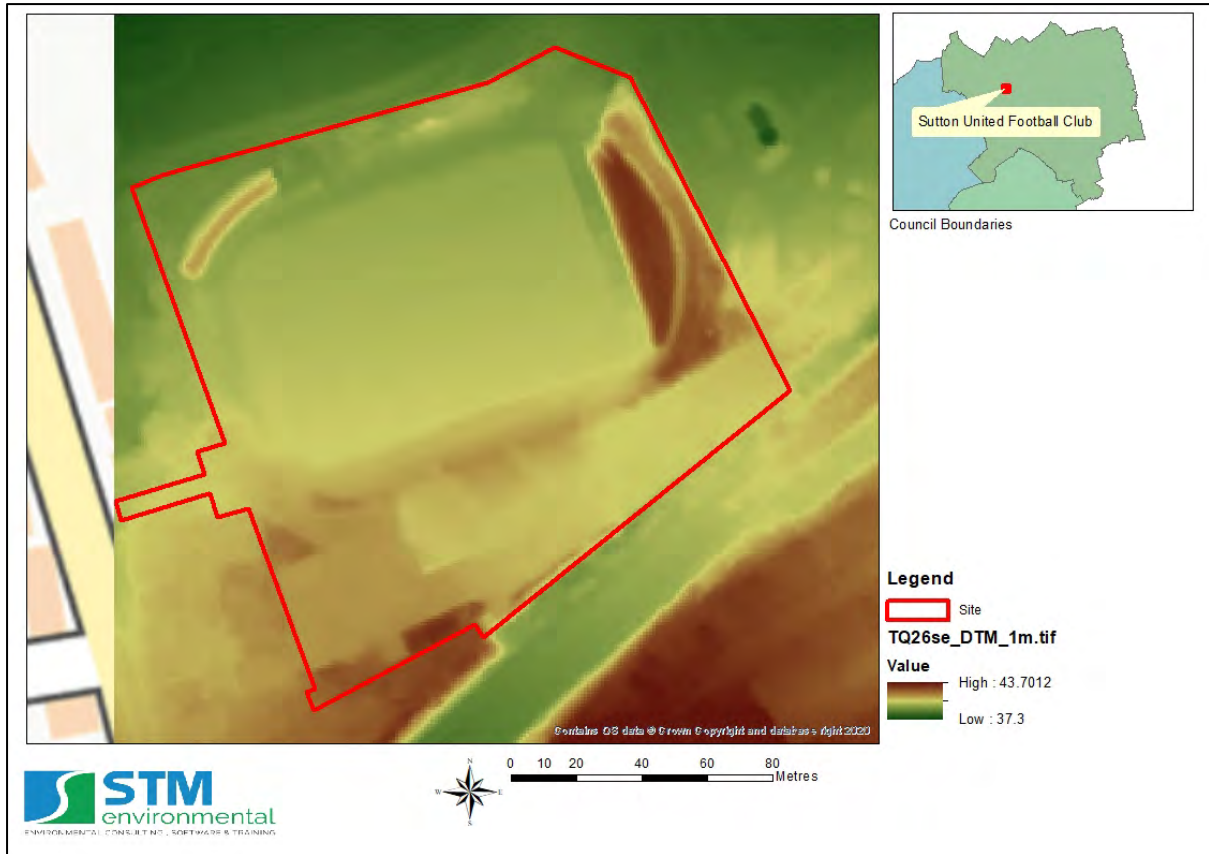 Sutton United Football Club
Council Boundaries
Legend
Site
TQ26se_DTM_1m.tif
Value
High : 43.7012
Low : 37.3
Contains OS data © Crown Copyright and database right 2020
N
W
E
S
0 10 20 40 60 80
Metres
STM
environmental
ENVIRONMENTAL CONSULTING, SOFTWARE & TRAINING